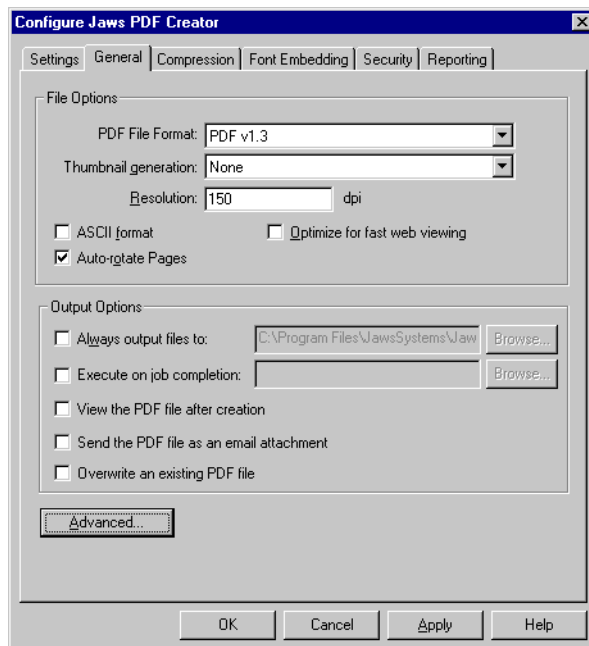 Configure Jaws PDF Creator
Settings General Compression Font Embedding Security Reporting
File Options
PDF File Format: PDF v1.3
Thumbnail generation: None
Resolution: 150 dpi
ASCII format Optimize for fast web viewing
Auto-rotate Pages
Output Options
Always output files to: C:\Program Files\JawsSystems\Jaw Browse...
Execute on job completion: Browse...
View the PDF file after creation
Send the PDF file as an email attachment
Overwrite an existing PDF file
Advanced...
OK Cancel Apply Help